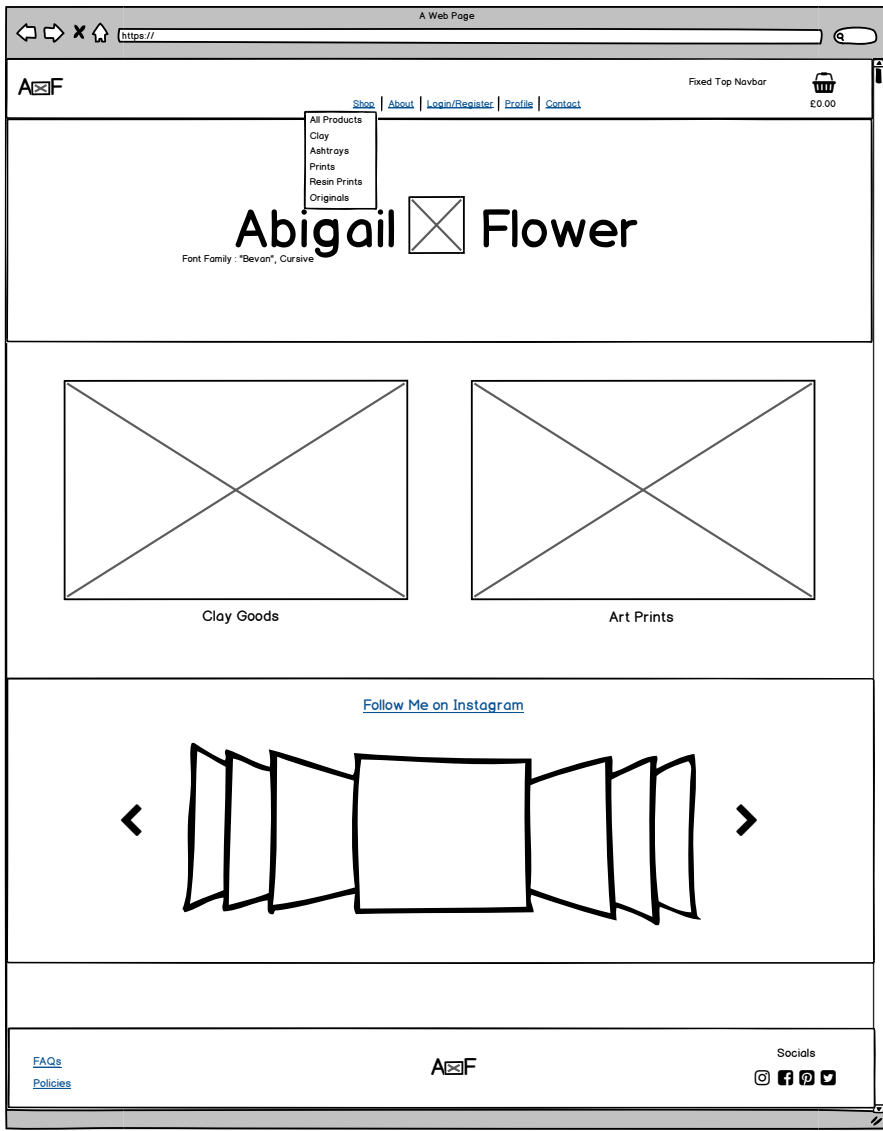 A Web Page
https://
A F
Fixed Top Navbar
£0.00
Shop | About | Login/Register | Profile | Contact
All Products
Clay
Ashtrays
Prints
Resin Prints
Originals
Abigail Flower
Font Family : "Bevan", Cursive
Clay Goods
Art Prints
Follow Me on Instagram
FAQs
Policies
A F
Socials